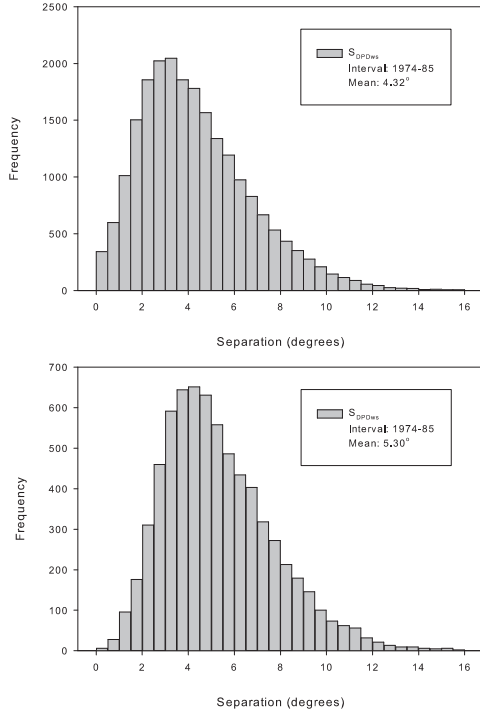 2500
2000
1500
1000
500
0
Frequency
S_DPDws
Interval: 1974-85
Mean: 4.32°
0 2 4 6 8 10 12 14 16
Separation (degrees)
700
600
500
400
300
200
100
0
Frequency
S_DPDws
Interval: 1974-85
Mean: 5.30°
0 2 4 6 8 10 12 14 16
Separation (degrees)